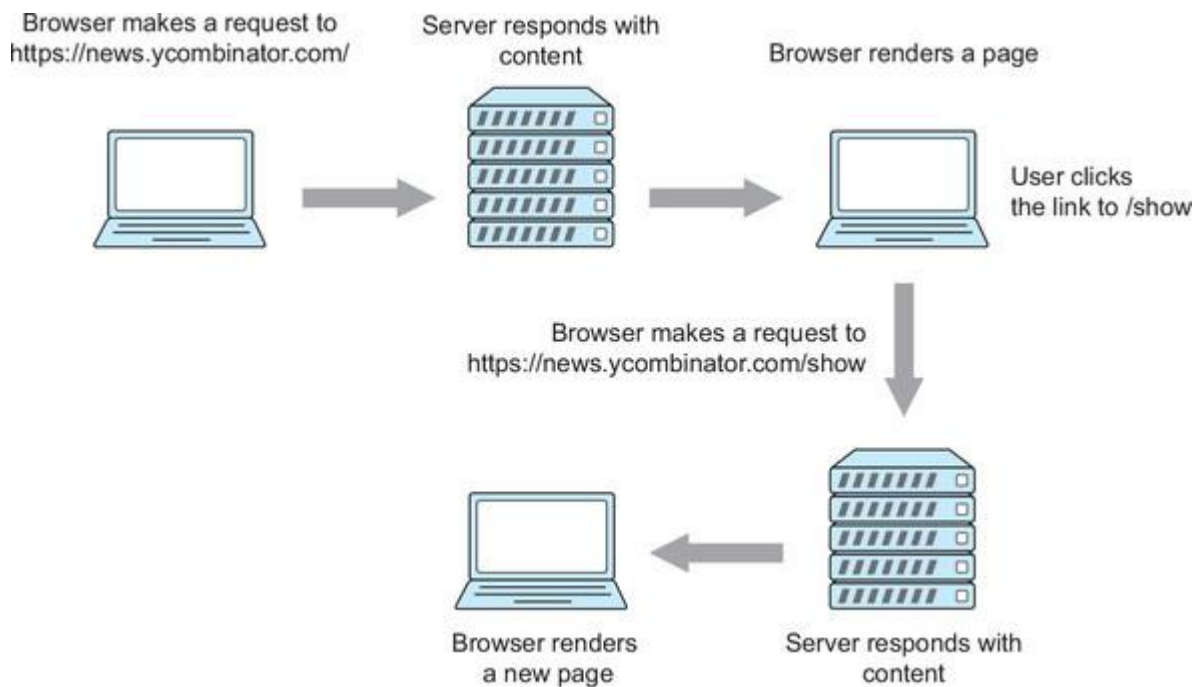 Browser makes a request to
https://news.ycombinator.com/
Server responds with
content
Browser renders a page
User clicks
the link to /show
Browser makes a request to
https://news.ycombinator.com/show
Browser renders
a new page
Server responds with
content